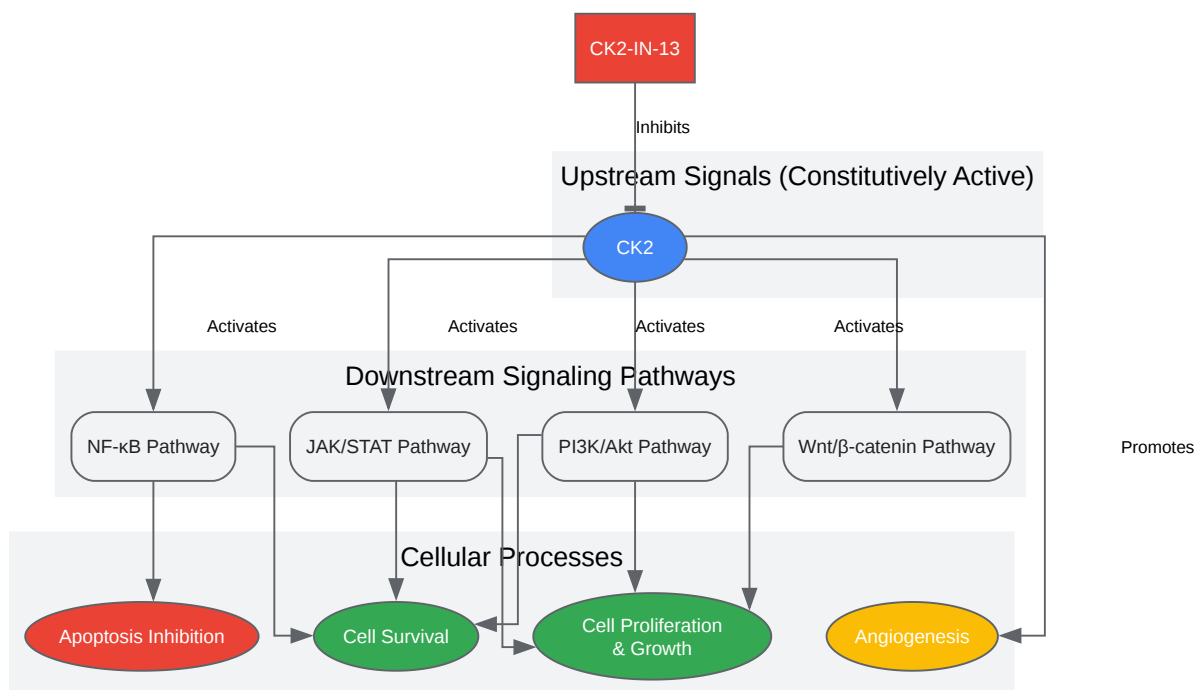 CK2-IN-13
Inhibits
Upstream Signals (Constitutively Active)
CK2
Activates
Activates
Activates
Activates
Downstream Signaling Pathways
NF-κB Pathway
JAK/STAT Pathway
PI3K/Akt Pathway
Wnt/β-catenin Pathway
Promotes
Cellular Processes
Apoptosis Inhibition
Cell Survival
Cell Proliferation
& Growth
Angiogenesis